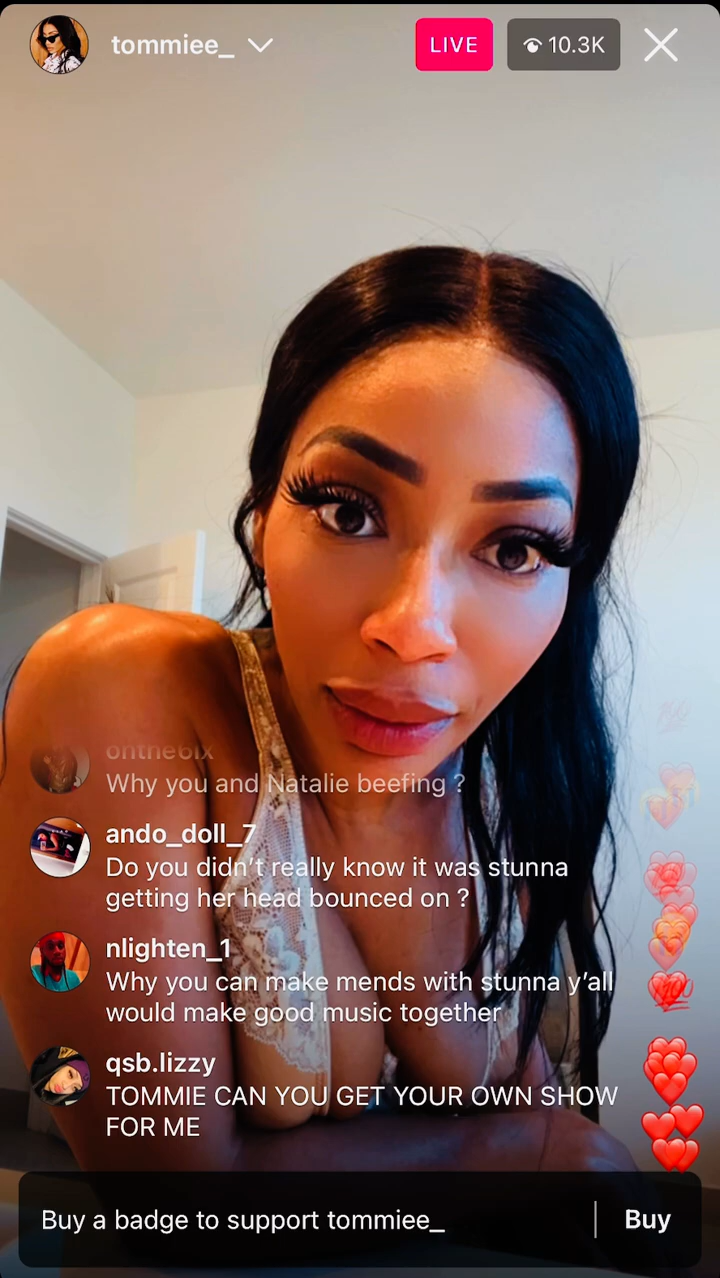 tommiee_
LIVE
10.3K
onthe6ix
Why you and Natalie beefing ?
ando_doll_7
Do you didn't really know it was stunna
getting her head bounced on ?
nlighten_1
Why you can make mends with stunna y'all
would make good music together
qsb.lizzy
TOMMIE CAN YOU GET YOUR OWN SHOW
FOR ME
Buy a badge to support tommiee_
Buy